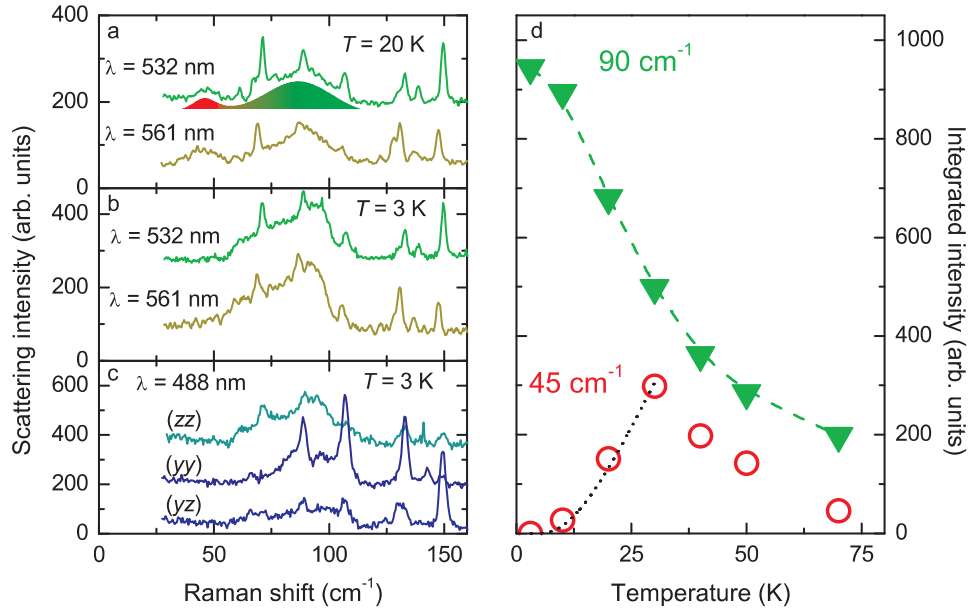 a
T = 20 K
λ = 532 nm
λ = 561 nm
400
200
0
b
T = 3 K
λ = 532 nm
λ = 561 nm
400
200
0
c
λ = 488 nm
T = 3 K
(zz)
(yy)
(yz)
600
400
200
0
0
50
100
150
Raman shift (cm⁻¹)
Scattering intensity (arb. units)
d
90 cm⁻¹
45 cm⁻¹
1000
800
600
400
200
0
0
25
50
75
Temperature (K)
Integrated intensity (arb. units)